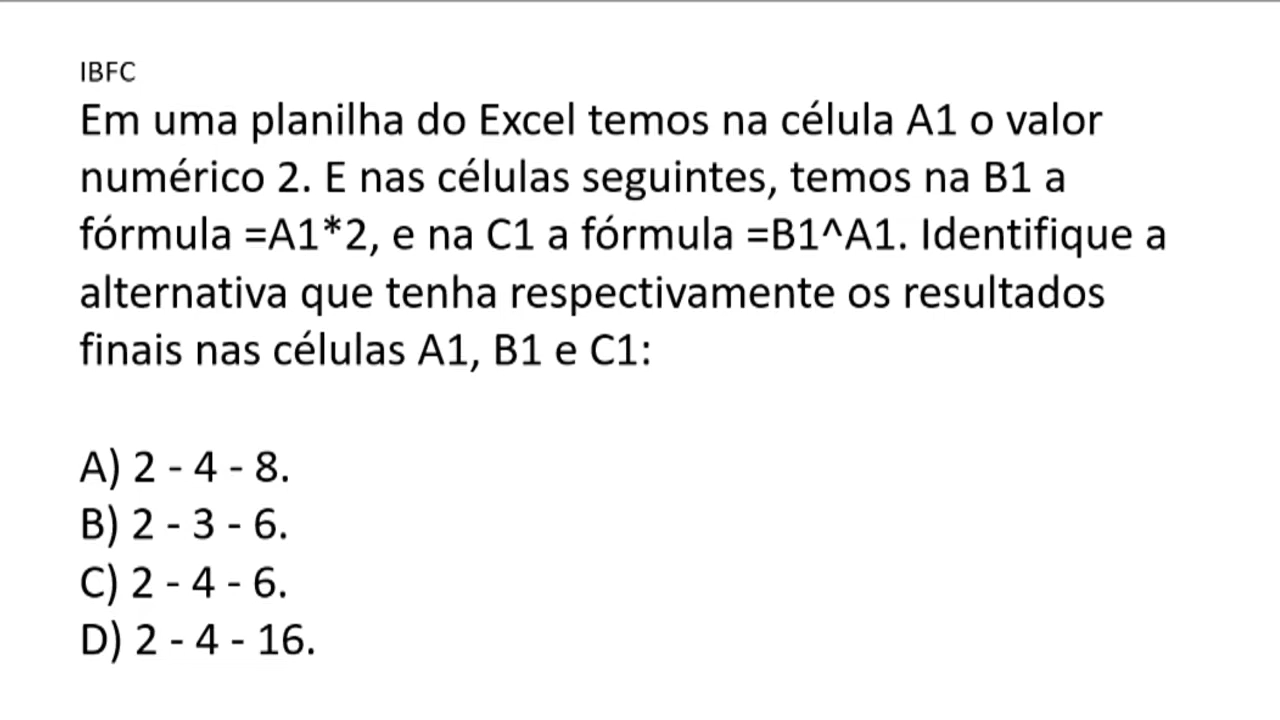 IBFC
Em uma planilha do Excel temos na célula A1 o valor
numérico 2. E nas células seguintes, temos na B1 a
fórmula =A1*2, e na C1 a fórmula =B1^A1. Identifique a
alternativa que tenha respectivamente os resultados
finais nas células A1, B1 e C1:
A) 2 - 4 - 8.
B) 2 - 3 - 6.
C) 2 - 4 - 6.
D) 2 - 4 - 16.